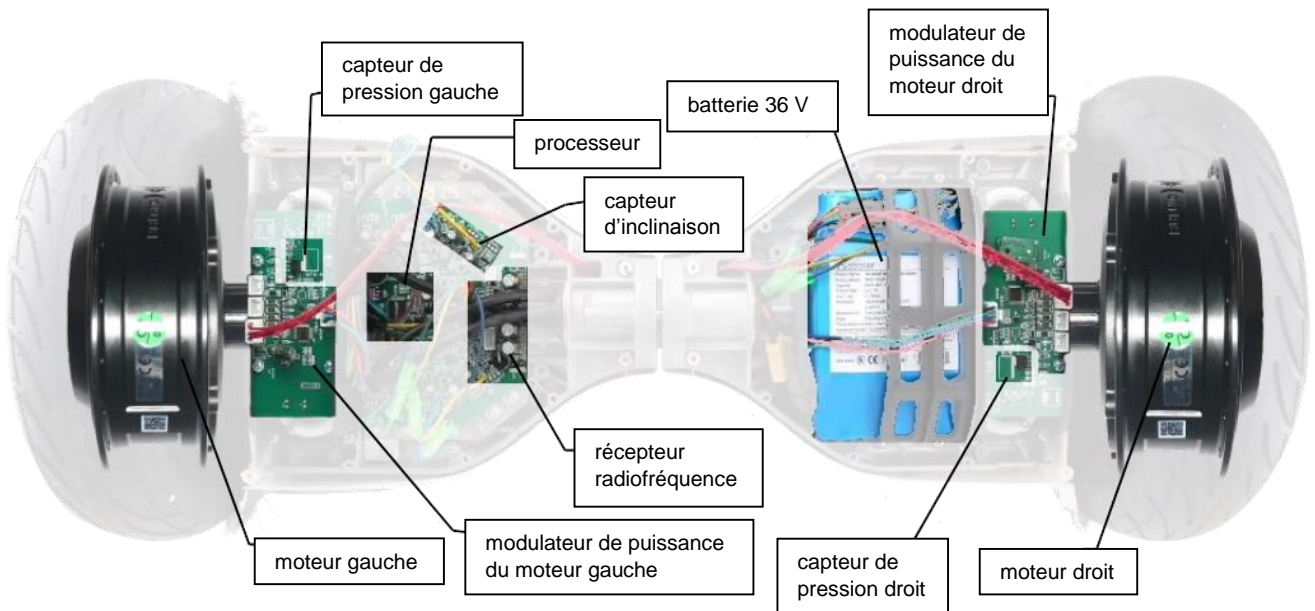 capteur de
pression gauche
processeur
capteur
d’inclinaison
batterie 36 V
modulateur de
puissance du
moteur droit
récepteur
radiofréquence
moteur gauche
modulateur de puissance
du moteur gauche
capteur de
pression droit
moteur droit